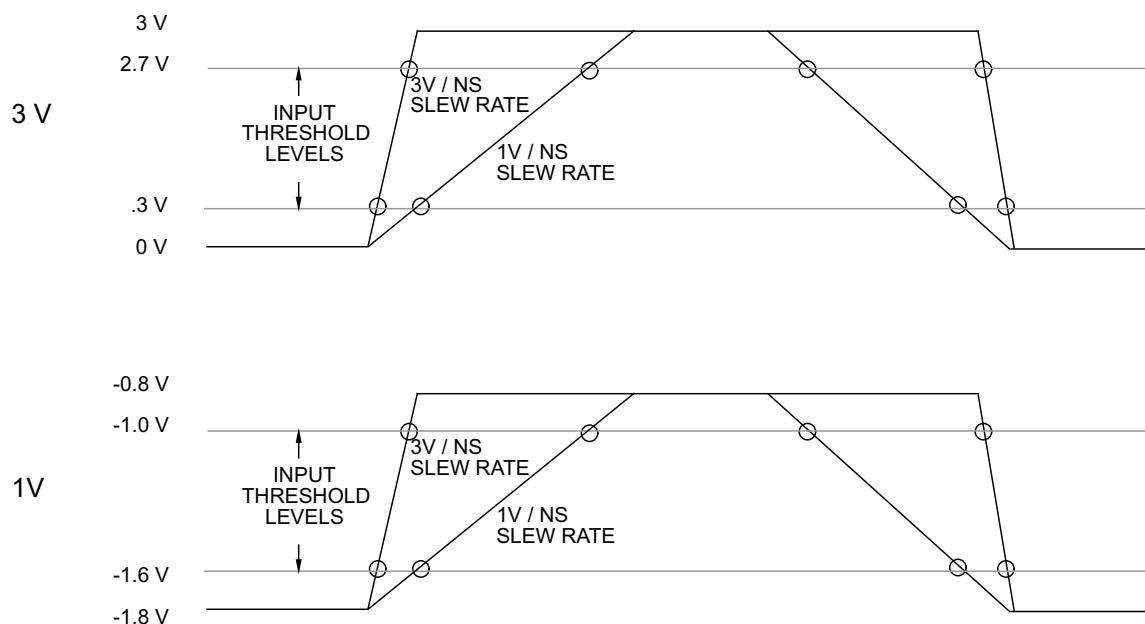 3 V
2.7 V
3V / NS
SLEW RATE
3 V
INPUT
THRESHOLD
LEVELS
1V / NS
SLEW RATE
.3 V
0 V
-0.8 V
-1.0 V
3V / NS
SLEW RATE
INPUT
THRESHOLD
LEVELS
1V
1V / NS
SLEW RATE
-1.6 V
-1.8 V